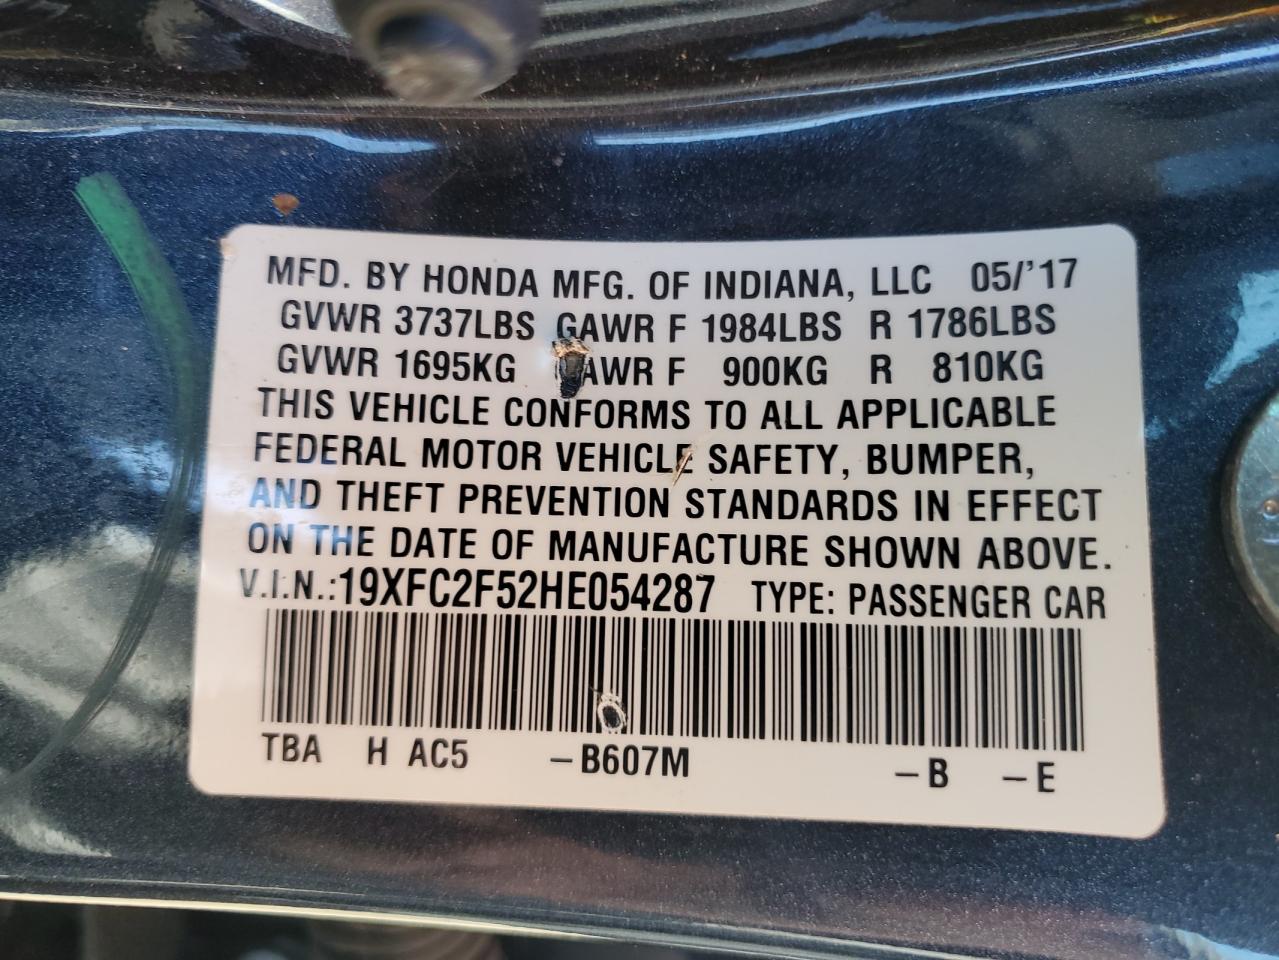 MFD. BY HONDA MFG. OF INDIANA, LLC 05/'17
GVWR 3737LBS GAWR F 1984LBS R 1786LBS
GVWR 1695KG GAWR F 900KG R 810KG
THIS VEHICLE CONFORMS TO ALL APPLICABLE
FEDERAL MOTOR VEHICLE SAFETY, BUMPER,
AND THEFT PREVENTION STANDARDS IN EFFECT
ON THE DATE OF MANUFACTURE SHOWN ABOVE.
V.I.N.:19XFC2F52HE054287 TYPE: PASSENGER CAR
TBA H AC5 –B607M –B –E